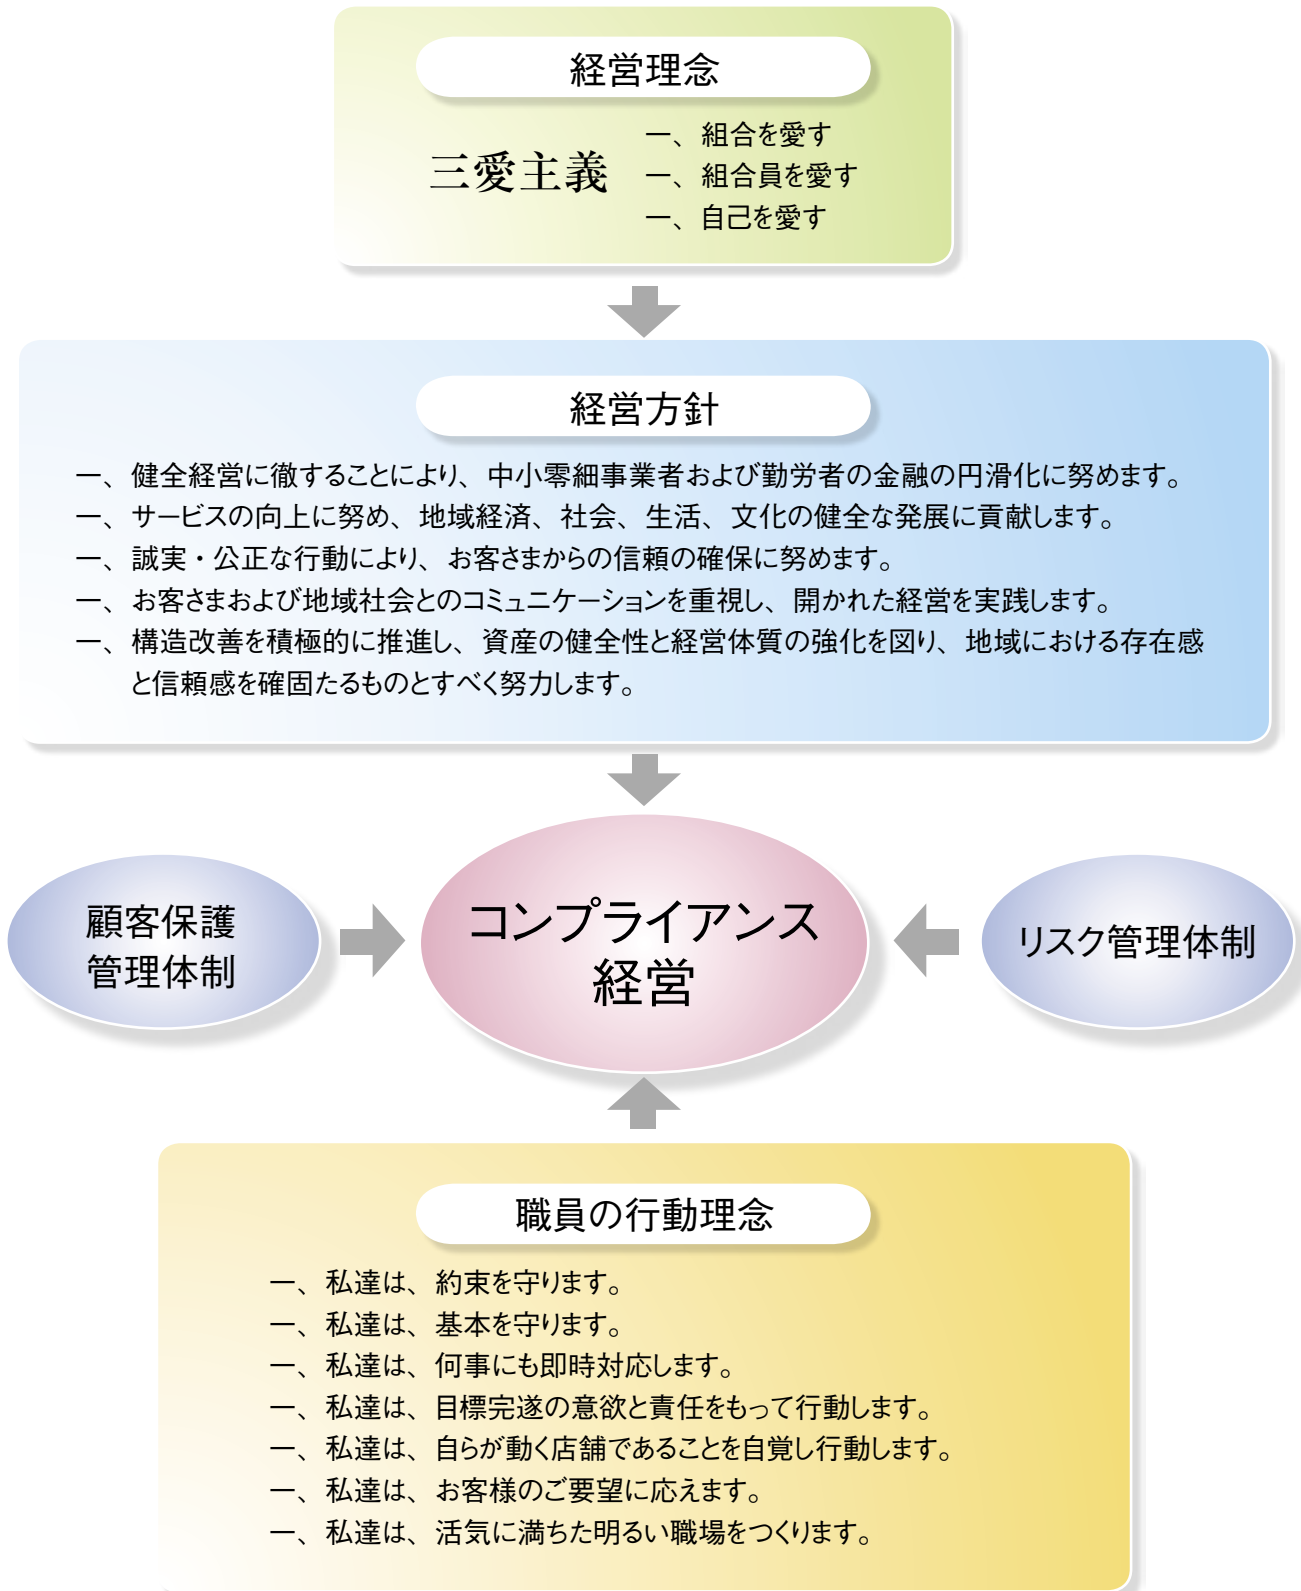 経営理念
三愛主義
一、組合を愛す
一、組合員を愛す
一、自己を愛す
経営方針
一、健全経営に徹することにより、中小零細事業者および勤労者の金融の円滑化に努めます。
一、サービスの向上に努め、地域経済、社会、生活、文化の健全な発展に貢献します。
一、誠実・公正な行動により、お客さまからの信頼の確保に努めます。
一、お客さまおよび地域社会とのコミュニケーションを重視し、開かれた経営を実践します。
一、構造改善を積極的に推進し、資産の健全性と経営体質の強化を図り、地域における存在感
と信頼感を確固たるものとすべく努力します。
顧客保護
管理体制
コンプライアンス
経営
リスク管理体制
職員の行動理念
一、私達は、約束を守ります。
一、私達は、基本を守ります。
一、私達は、何事にも即時対応します。
一、私達は、目標完遂の意欲と責任をもって行動します。
一、私達は、自らが動く店舗であることを自覚し行動します。
一、私達は、お客様のご要望に応えます。
一、私達は、活気に満ちた明るい職場をつくります。